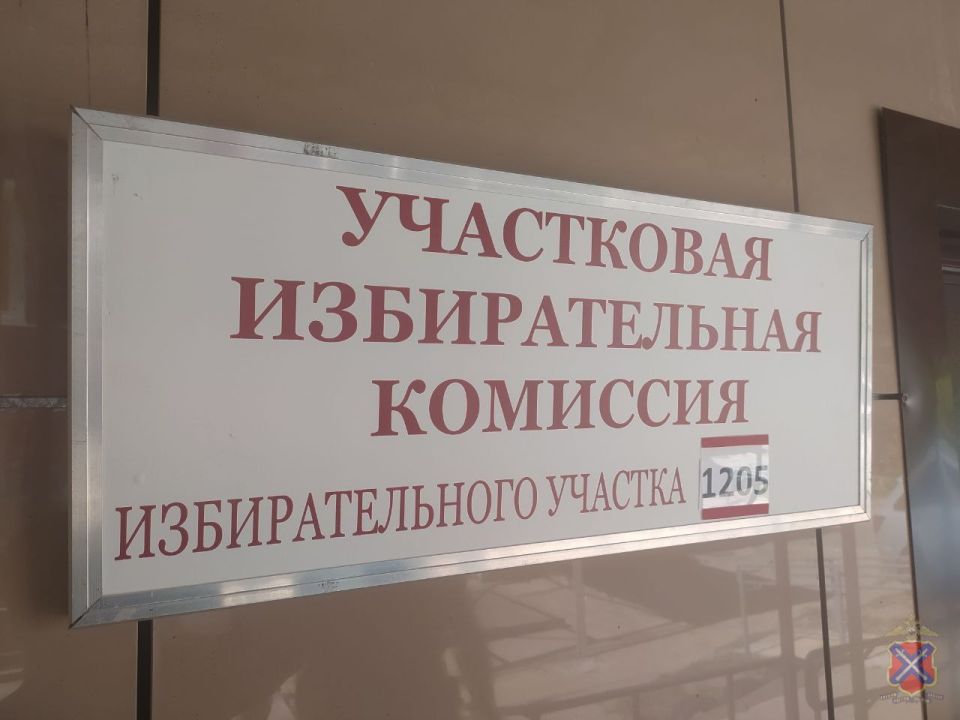 УЧАСТКОВАЯ
ИЗБИРАТЕЛЬНАЯ
КОМИССИЯ
ИЗБИРАТЕЛЬНОГО УЧАСТКА 1205